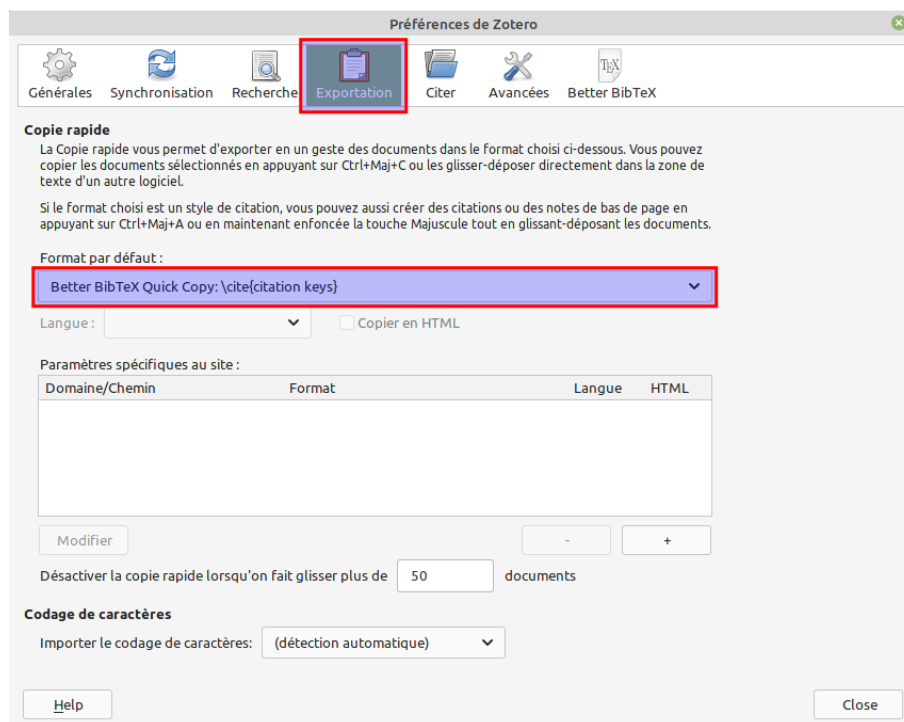 Préférences de Zotero
Générales Synchronisation Recherche Exportation Citer Avancées TEX Better BibTeX
Copie rapide
La Copie rapide vous permet d'exporter en un geste des documents dans le format choisi ci-dessous. Vous pouvez
copier les documents sélectionnés en appuyant sur Ctrl+Maj+C ou les glisser-déposer directement dans la zone de
texte d'un autre logiciel.
Si le format choisi est un style de citation, vous pouvez aussi créer des citations ou des notes de bas de page en
appuyant sur Ctrl+Maj+A ou en maintenant enfoncée la touche Majuscule tout en glissant-déposant les documents.
Format par défaut :
Better BibTeX Quick Copy: \cite{citation keys}
Langue : Copier en HTML
Paramètres spécifiques au site :
Domaine/Chemin Format Langue HTML
Modifier - +
Désactiver la copie rapide lorsqu'on fait glisser plus de 50 documents
Codage de caractères
Importer le codage de caractères: (détection automatique)
Help Close